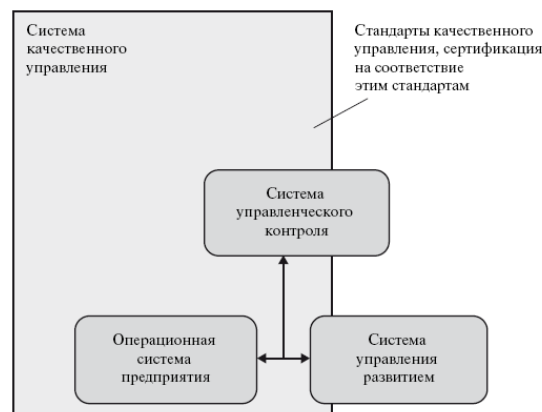 Система
качественного
управления
Стандарты качественного
управления, сертификация
на соответствие
этим стандартам
Система
управленческого
контроля
Операционная
система
предприятия
Система
управления
развитием